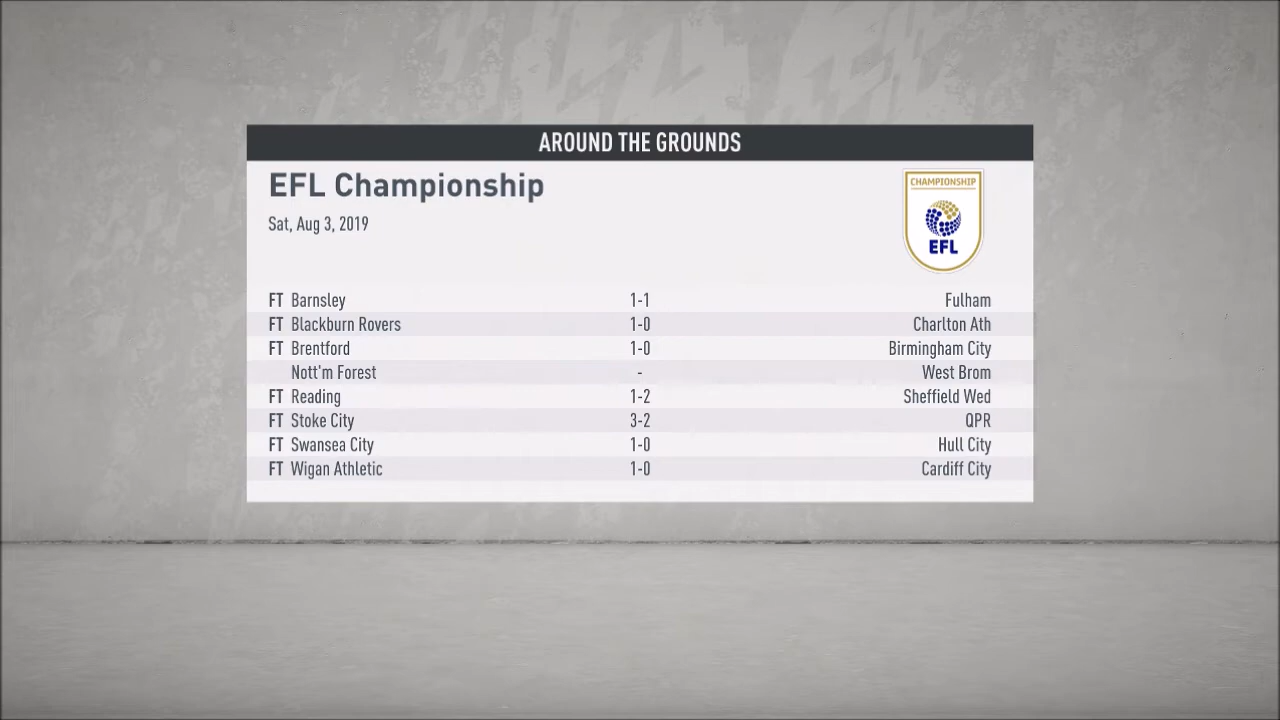 AROUND THE GROUNDS
EFL Championship
Sat, Aug 3, 2019
CHAMPIONSHIP
EFL
FT Barnsley 1-1 Fulham
FT Blackburn Rovers 1-0 Charlton Ath
FT Brentford 1-0 Birmingham City
Nott'm Forest - West Brom
FT Reading 1-2 Sheffield Wed
FT Stoke City 3-2 QPR
FT Swansea City 1-0 Hull City
FT Wigan Athletic 1-0 Cardiff City